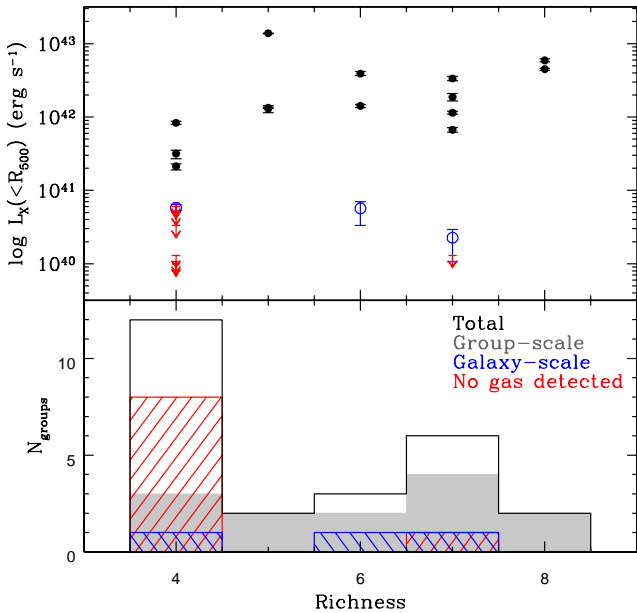 10^43
10^42
10^41
10^40
log L_X(<R_500) (erg s^-1)
Total
Group-scale
Galaxy-scale
No gas detected
10
5
0
N_groups
4
6
8
Richness